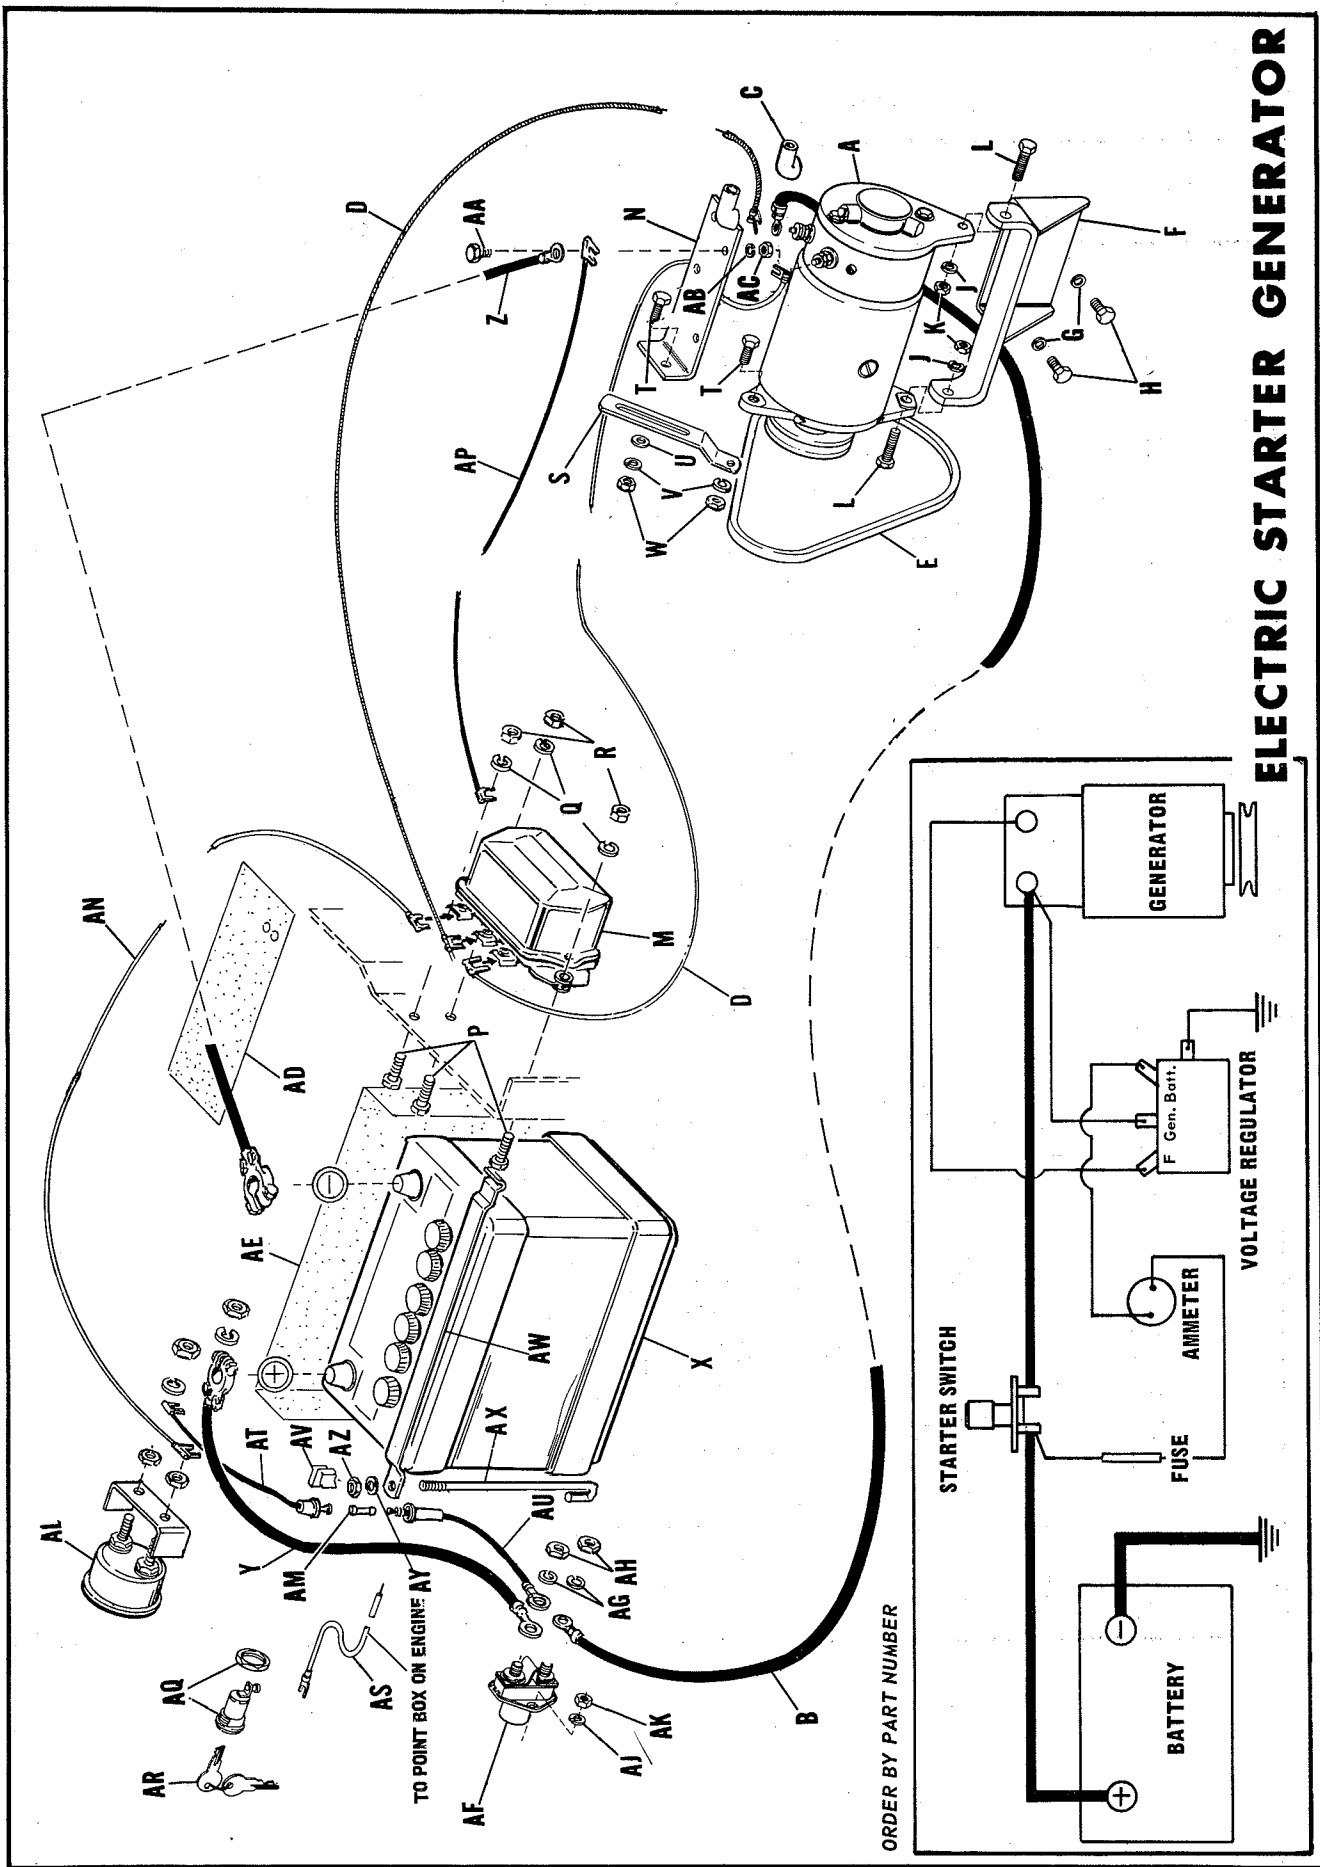 ELECTRIC STARTER GENERATOR
AR
AQ
AL
AN
AS
TO POINT BOX ON ENGINE
AF
AJ
AK
AG
AH
AY
AM
Y
AT
AV
AZ
AU
AX
AW
AE
AD
X
P
B
M
D
Q
R
D
AP
Z
AA
S
T
T
N
U
V
W
AB
AC
C
A
L
L
E
F
G
H
J
J
K
+
−
ORDER BY PART NUMBER
BATTERY
+
−
STARTER SWITCH
FUSE
AMMETER
VOLTAGE REGULATOR
F Gen. Batt.
GENERATOR